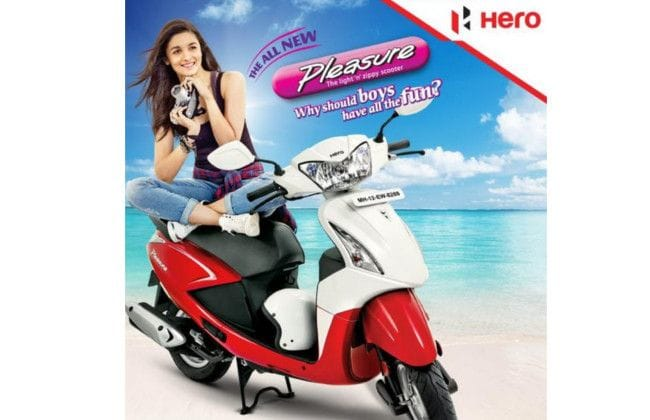 Hero
THE ALL NEW
Pleasure
The light 'n' zippy scooter
Why should boys
have all the fun?
HERO
MH-12-EW-8288
Pleasure